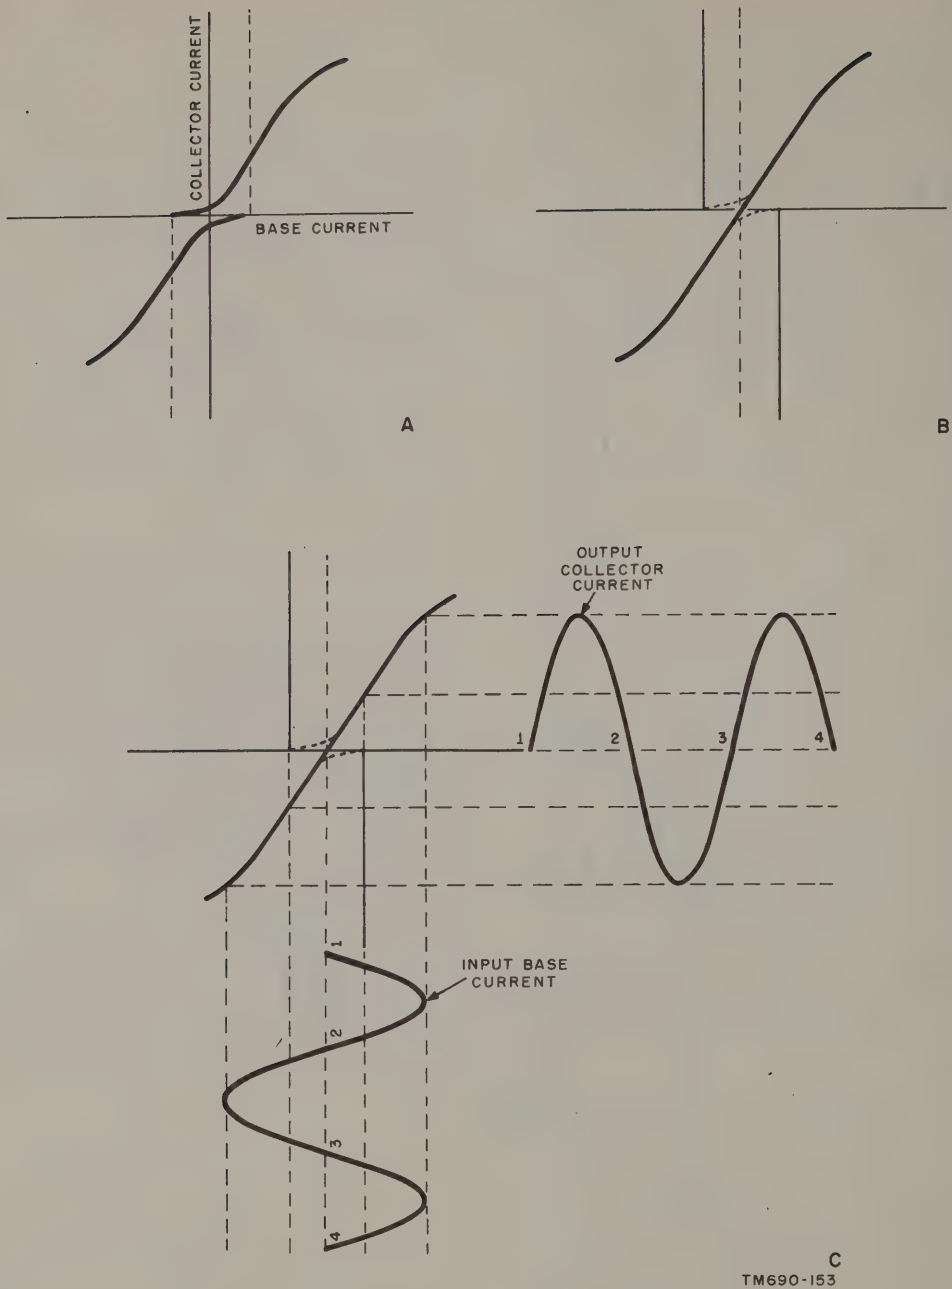 COLLECTOR CURRENT
BASE CURRENT
A
B
OUTPUT
COLLECTOR
CURRENT
1
2
3
4
1
INPUT BASE
CURRENT
2
3
4
C
TM690-153